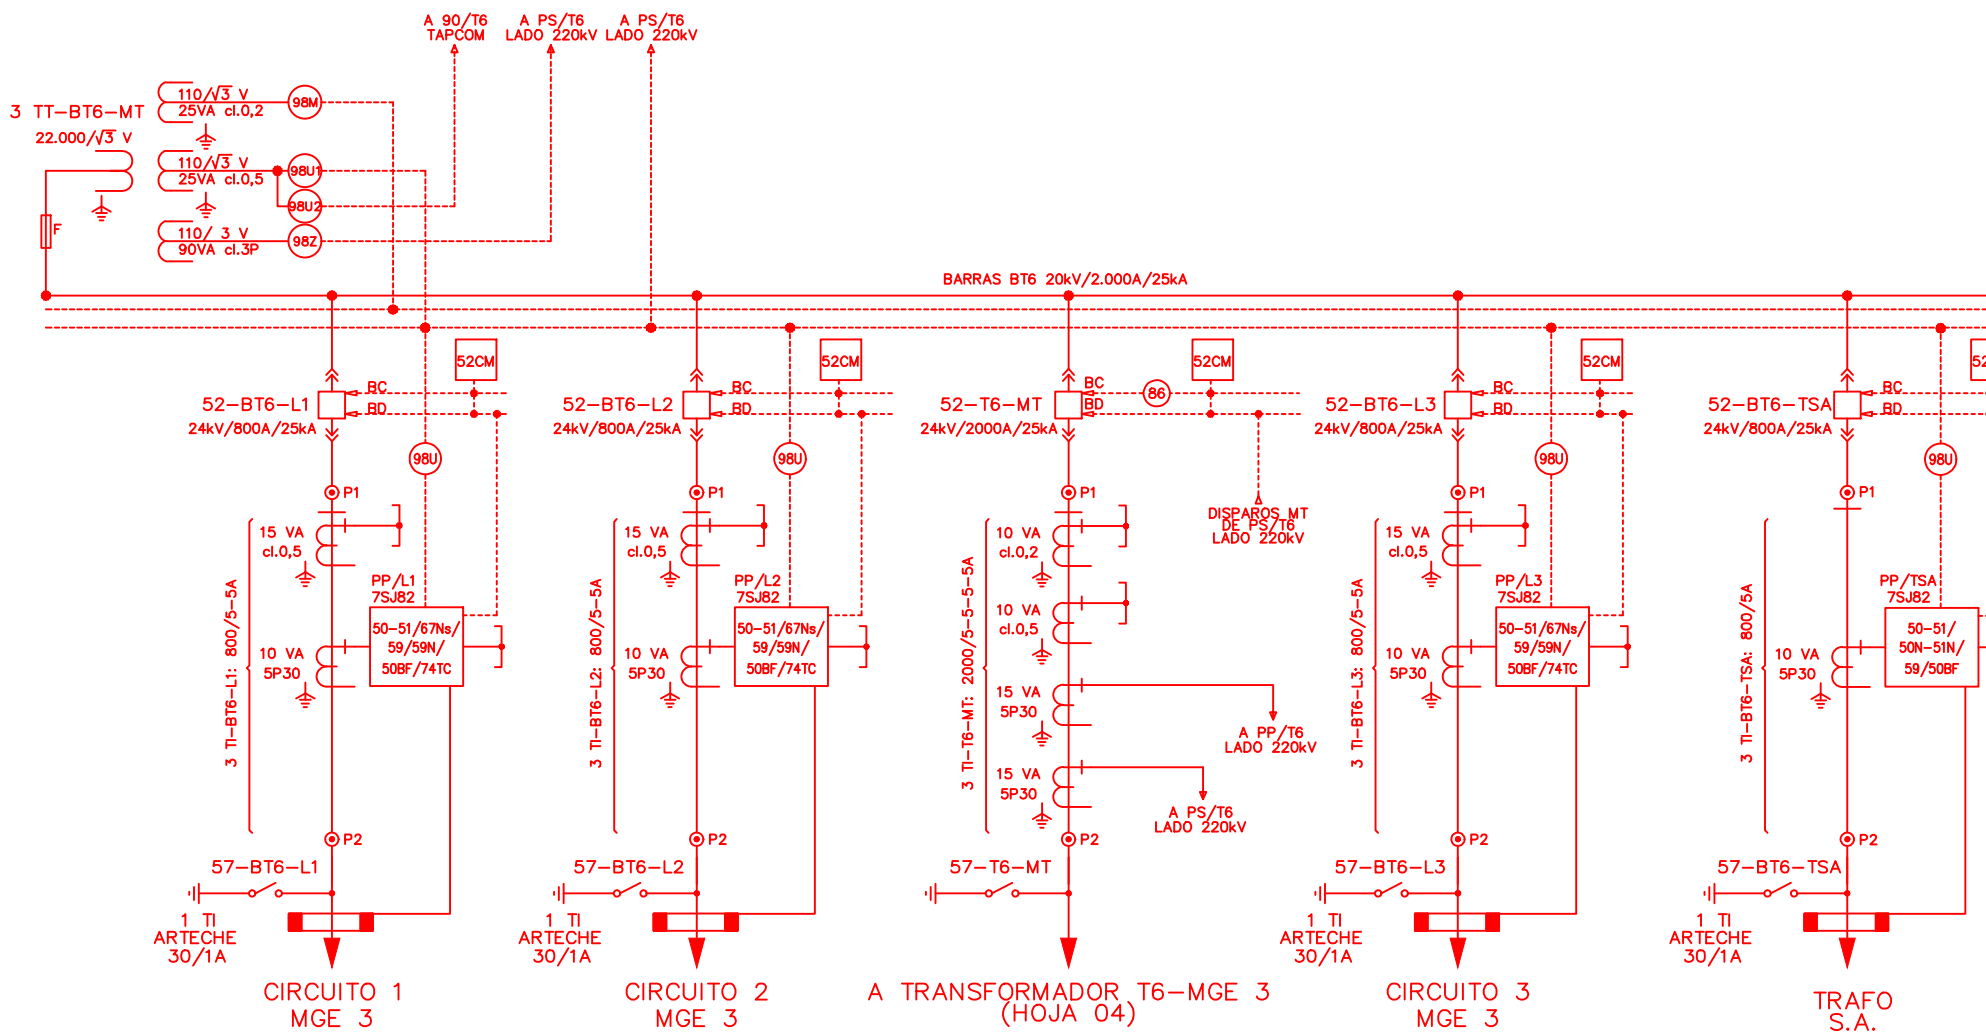 A 90/T6
TAPCOM
A PS/T6
LADO 220kV
A PS/T6
LADO 220kV
3 TT-BT6-MT
22.000/√3 V
110/√3 V
25VA cl.0,2
98M
110/√3 V
25VA cl.0,5
98U1
98U2
110/ 3 V
90VA cl.3P
98Z
F
BARRAS BT6 20kV/2.000A/25kA
52CM
BC
BD
52-BT6-L1
24kV/800A/25kA
98U
P1
15 VA
cl.0,5
PP/L1
7SJ82
50-51/67Ns/
59/59N/
50BF/74TC
10 VA
5P30
3 TI-BT6-L1: 800/5-5A
P2
57-BT6-L1
1 TI
ARTECHE
30/1A
CIRCUITO 1
MGE 3
52CM
BC
BD
52-BT6-L2
24kV/800A/25kA
98U
P1
15 VA
cl.0,5
PP/L2
7SJ82
50-51/67Ns/
59/59N/
50BF/74TC
10 VA
5P30
3 TI-BT6-L2: 800/5-5A
P2
57-BT6-L2
1 TI
ARTECHE
30/1A
CIRCUITO 2
MGE 3
52CM
BC
86
BD
52-T6-MT
24kV/2000A/25kA
P1
DISPAROS MT
DE PS/T6
LADO 220kV
10 VA
cl.0,2
10 VA
cl.0,5
15 VA
5P30
A PP/T6
LADO 220kV
15 VA
5P30
A PS/T6
LADO 220kV
3 TI-T6-MT: 2000/5-5-5-5A
P2
57-T6-MT
A TRANSFORMADOR T6-MGE 3
(HOJA 04)
52CM
BC
BD
52-BT6-L3
24kV/800A/25kA
98U
P1
15 VA
cl.0,5
PP/L3
7SJ82
50-51/67Ns/
59/59N/
50BF/74TC
10 VA
5P30
3 TI-BT6-L3: 800/5-5A
P2
57-BT6-L3
1 TI
ARTECHE
30/1A
CIRCUITO 3
MGE 3
52
BC
BD
52-BT6-TSA
24kV/800A/25kA
98U
P1
PP/TSA
7SJ82
50-51/
50N-51N/
59/50BF
10 VA
5P30
3 TI-BT6-TSA: 800/5A
P2
57-BT6-TSA
1 TI
ARTECHE
30/1A
TRAFO
S.A.